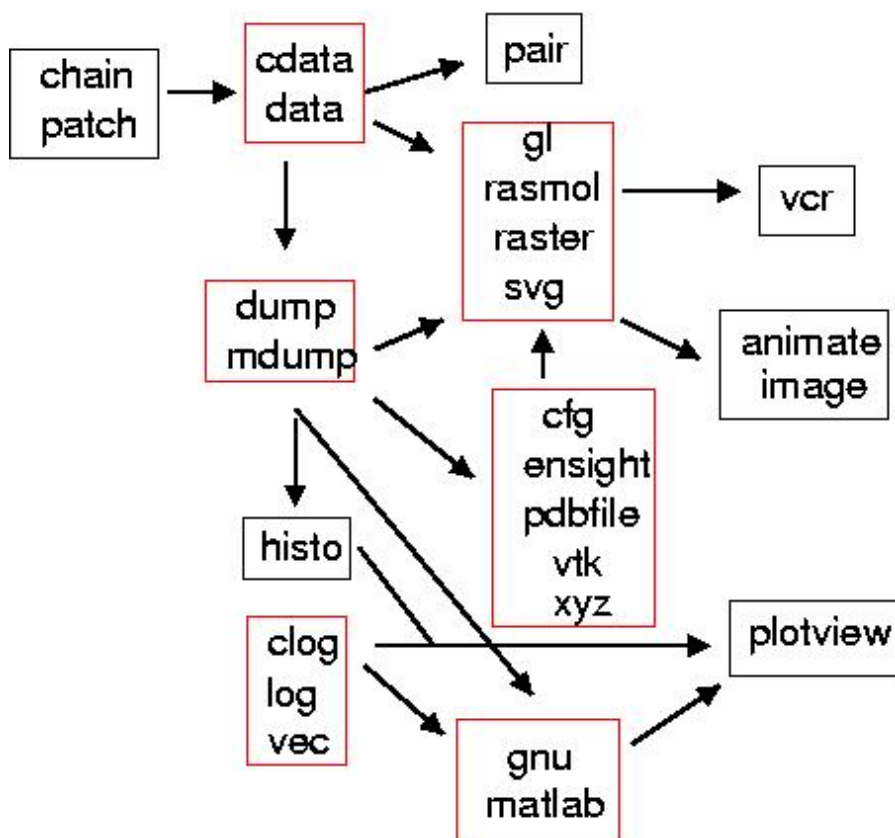 chain
patch
cdata
data
pair
gl
rasmol
raster
svg
vcr
dump
mdump
animate
image
cfg
ensight
pdbfile
vtk
xyz
histo
clog
log
vec
plotview
gnu
matlab